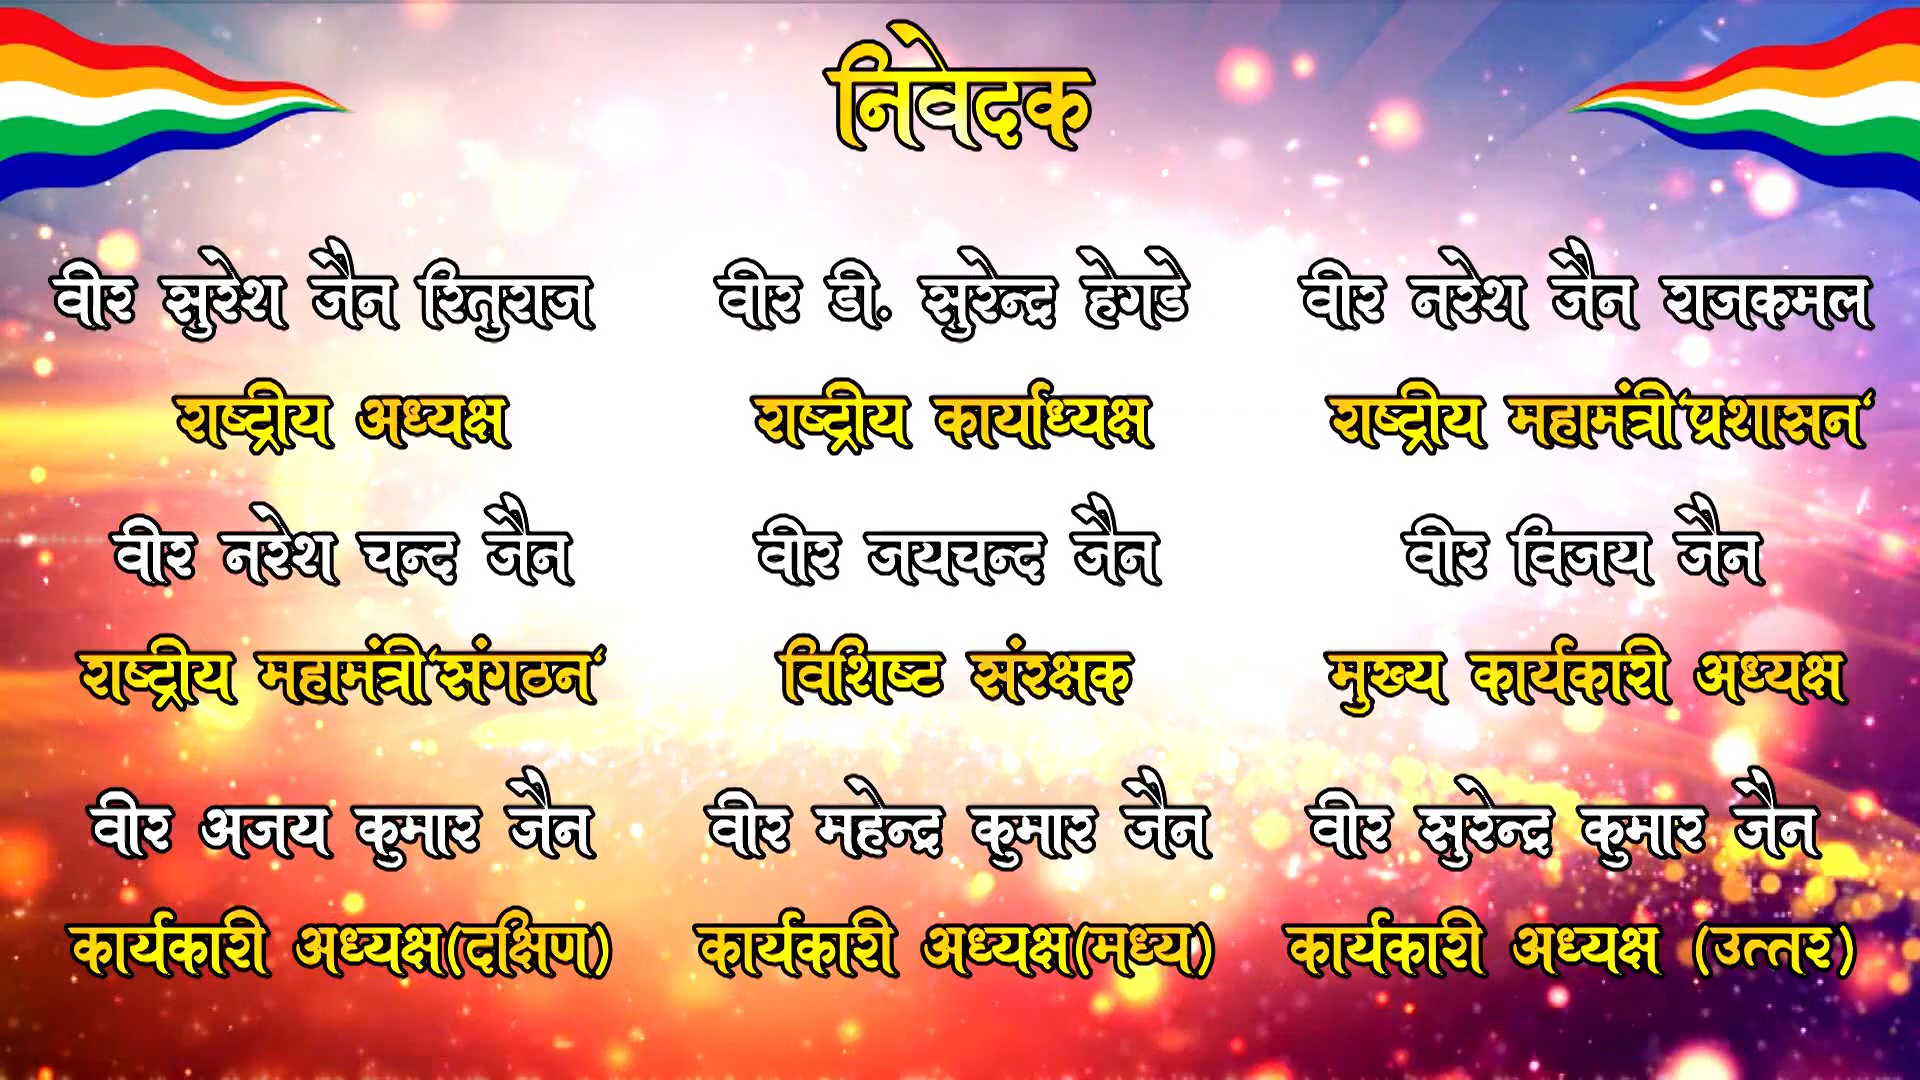 निवेदक
वीर सुरेश जैन रितुराज
राष्ट्रीय अध्यक्ष
वीर डी. सुरेन्द्र हेगडे
राष्ट्रीय कार्याध्यक्ष
वीर नरेश जैन राजकमल
राष्ट्रीय महामंत्री‘प्रशासन‘
वीर नरेश चन्द जैन
राष्ट्रीय महामंत्री‘संगठन‘
वीर जयचन्द जैन
विशिष्ट संरक्षक
वीर विजय जैन
मुख्य कार्यकारी अध्यक्ष
वीर अजय कुमार जैन
कार्यकारी अध्यक्ष(दक्षिण)
वीर महेन्द्र कुमार जैन
कार्यकारी अध्यक्ष(मध्य)
वीर सुरेन्द्र कुमार जैन
कार्यकारी अध्यक्ष (उत्तर)